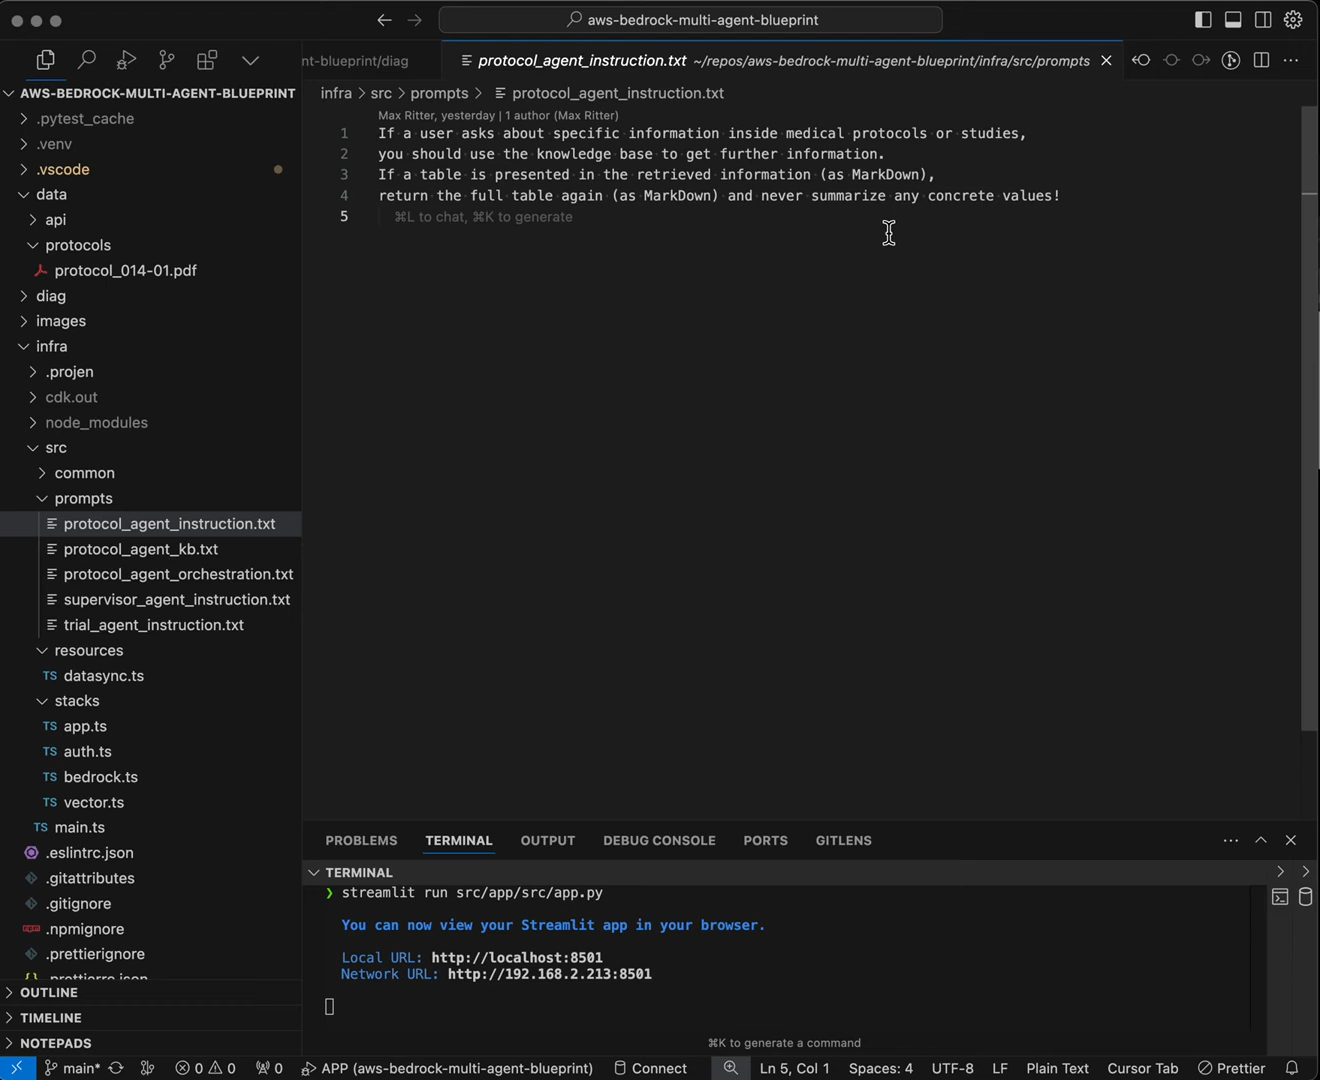 aws-bedrock-multi-agent-blueprint
nt-blueprint/diag
protocol_agent_instruction.txt ~/repos/aws-bedrock-multi-agent-blueprint/infra/src/prompts
AWS-BEDROCK-MULTI-AGENT-BLUEPRINT
.pytest_cache
.venv
.vscode
data
api
protocols
protocol_014-01.pdf
diag
images
infra
.projen
cdk.out
node_modules
src
common
prompts
protocol_agent_instruction.txt
protocol_agent_kb.txt
protocol_agent_orchestration.txt
supervisor_agent_instruction.txt
trial_agent_instruction.txt
resources
TS datasync.ts
stacks
TS app.ts
TS auth.ts
TS bedrock.ts
TS vector.ts
TS main.ts
.eslintrc.json
.gitattributes
.gitignore
.npmignore
.prettierignore
.prettierrc.json
OUTLINE
TIMELINE
NOTEPADS
infra > src > prompts > protocol_agent_instruction.txt
Max Ritter, yesterday | 1 author (Max Ritter)
1 If a user asks about specific information inside medical protocols or studies,
2 you should use the knowledge base to get further information.
3 If a table is presented in the retrieved information (as MarkDown),
4 return the full table again (as MarkDown) and never summarize any concrete values!
5 ⌘L to chat, ⌘K to generate
PROBLEMS TERMINAL OUTPUT DEBUG CONSOLE PORTS GITLENS
TERMINAL
❯ streamlit run src/app/src/app.py
You can now view your Streamlit app in your browser.
Local URL: http://localhost:8501
Network URL: http://192.168.2.213:8501
⌘K to generate a command
main* 0 0 0 APP (aws-bedrock-multi-agent-blueprint) Connect Ln 5, Col 1 Spaces: 4 UTF-8 LF Plain Text Cursor Tab Prettier